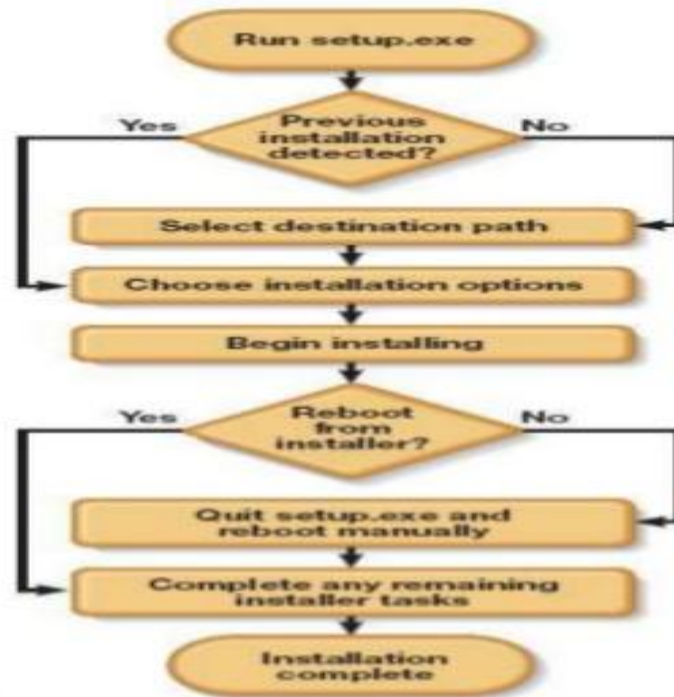 Run setup.exe
Previous
installation
detected?
Yes
No
Select destination path
Choose installation options
Begin installing
Reboot
from
installer?
Yes
No
Quit setup.exe and
reboot manually
Complete any remaining
installer tasks
Installation
complete